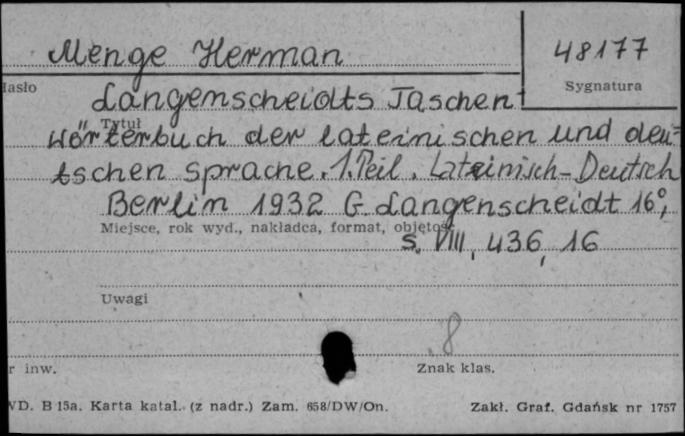 Menge Herman
48177
Hasło
Sygnatura
Langenscheidts Taschen
Tytuł
wörterbuch der lateinischen und deu=
tschen Sprache. 1. Teil. Lateinisch-Deutsch
Berlin 1932 G. Langenscheidt 16°,
Miejsce, rok wyd., nakładca, format, objętość
s. VIII, 436, 16
Uwagi
8
r inw.
Znak klas.
WD. B 15a. Karta katal. (z nadr.) Zam. 658/DW/On.
Zakł. Graf. Gdańsk nr 1757